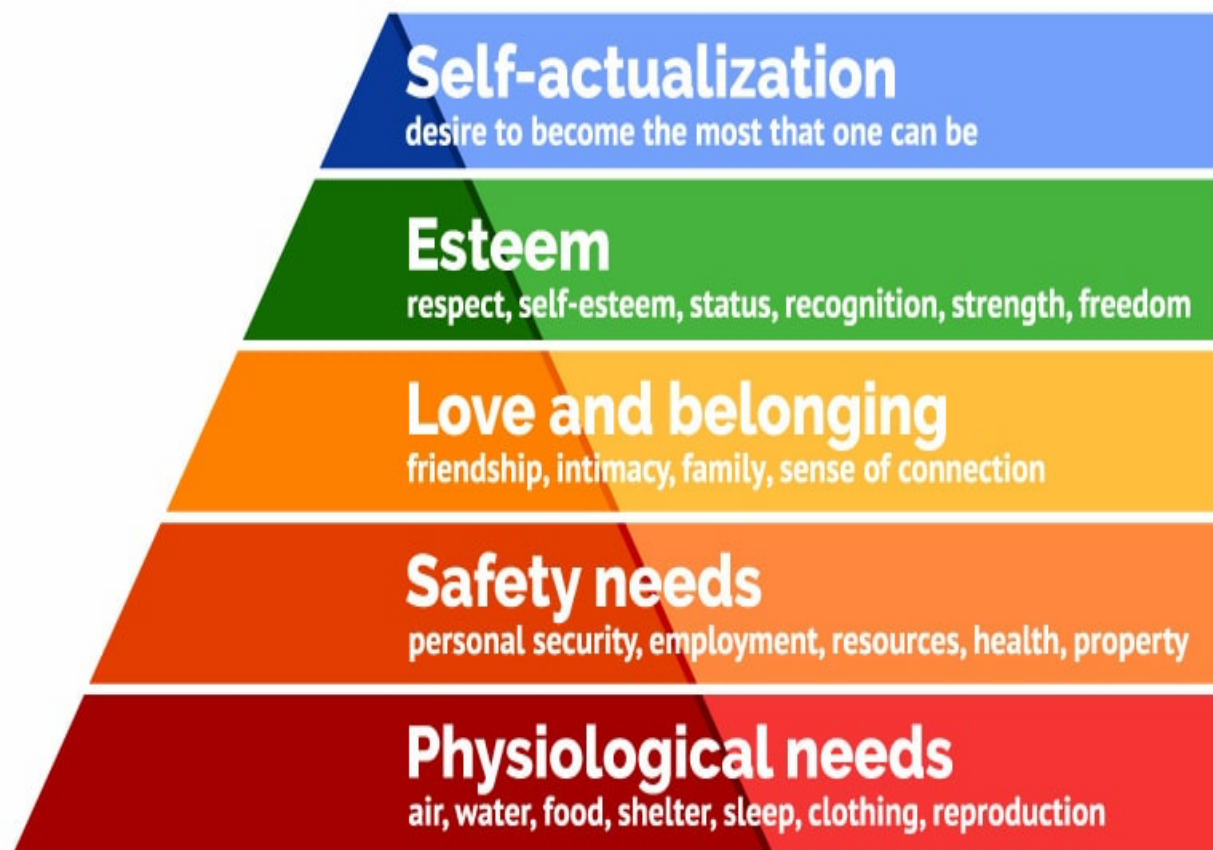 Self-actualization
desire to become the most that one can be
Esteem
respect, self-esteem, status, recognition, strength, freedom
Love and belonging
friendship, intimacy, family, sense of connection
Safety needs
personal security, employment, resources, health, property
Physiological needs
air, water, food, shelter, sleep, clothing, reproduction